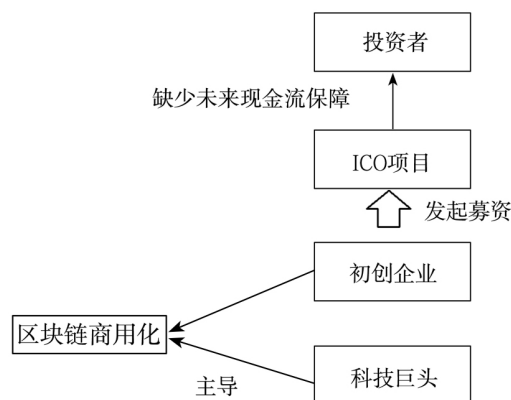 投资者
缺少未来现金流保障
ICO项目
发起募资
初创企业
区块链商用化
科技巨头
主导